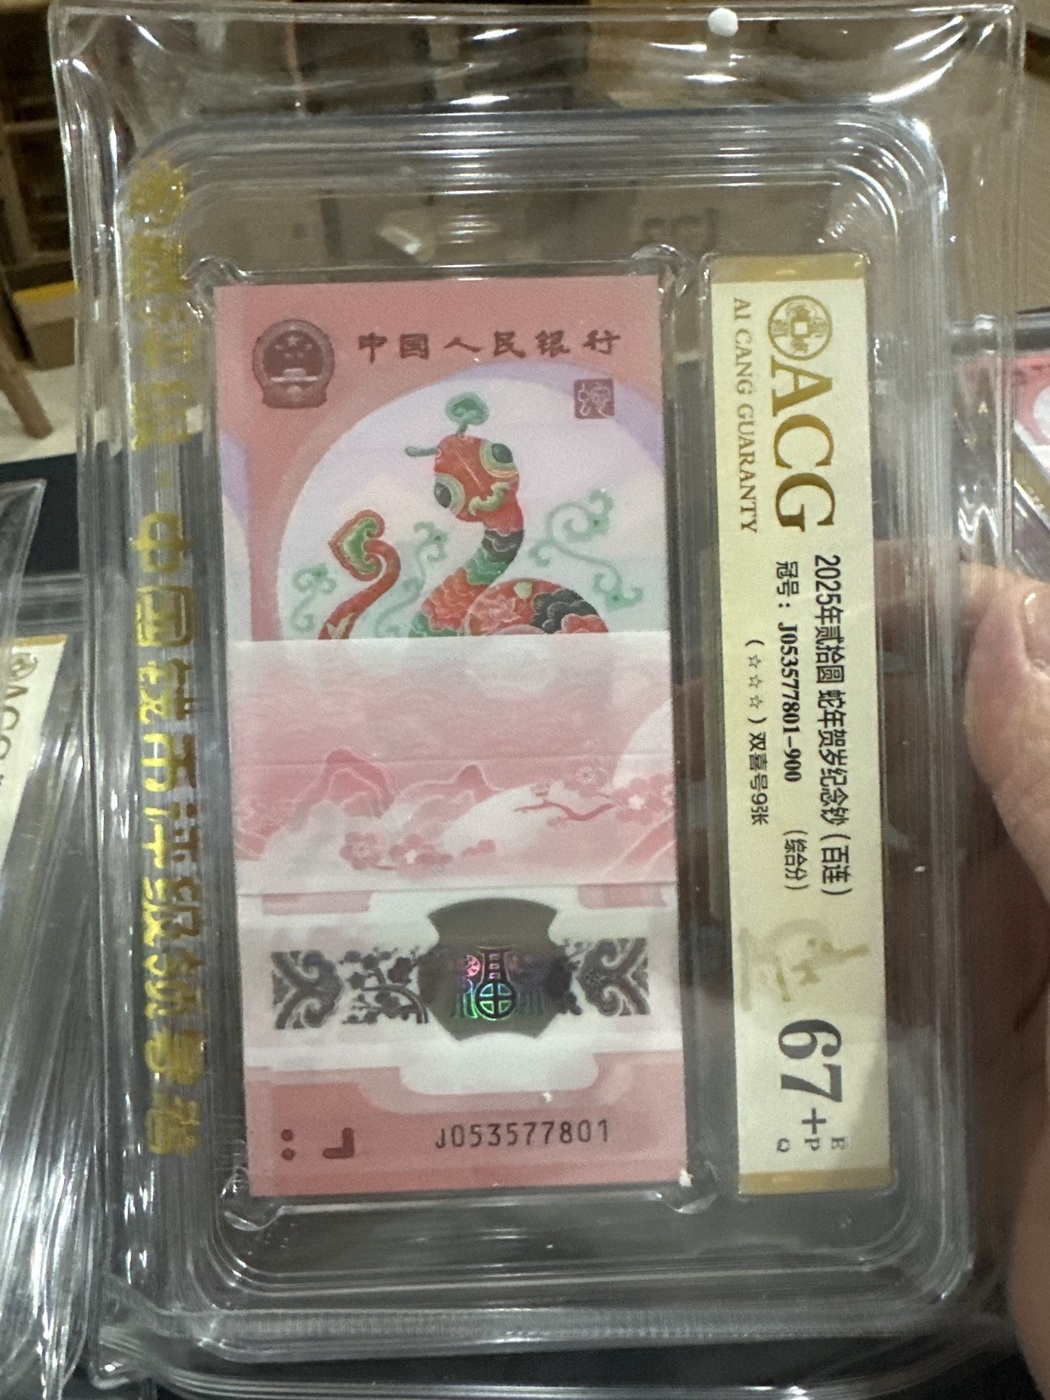 中国人民银行
J053577801
ACG
AI CANG GUARANTY
2025年贰拾圆 蛇年贺岁纪念钞（百连）
冠号：J053577801-900 （综合分）
（☆☆☆）双喜号9张
67+
E
P
Q
中国